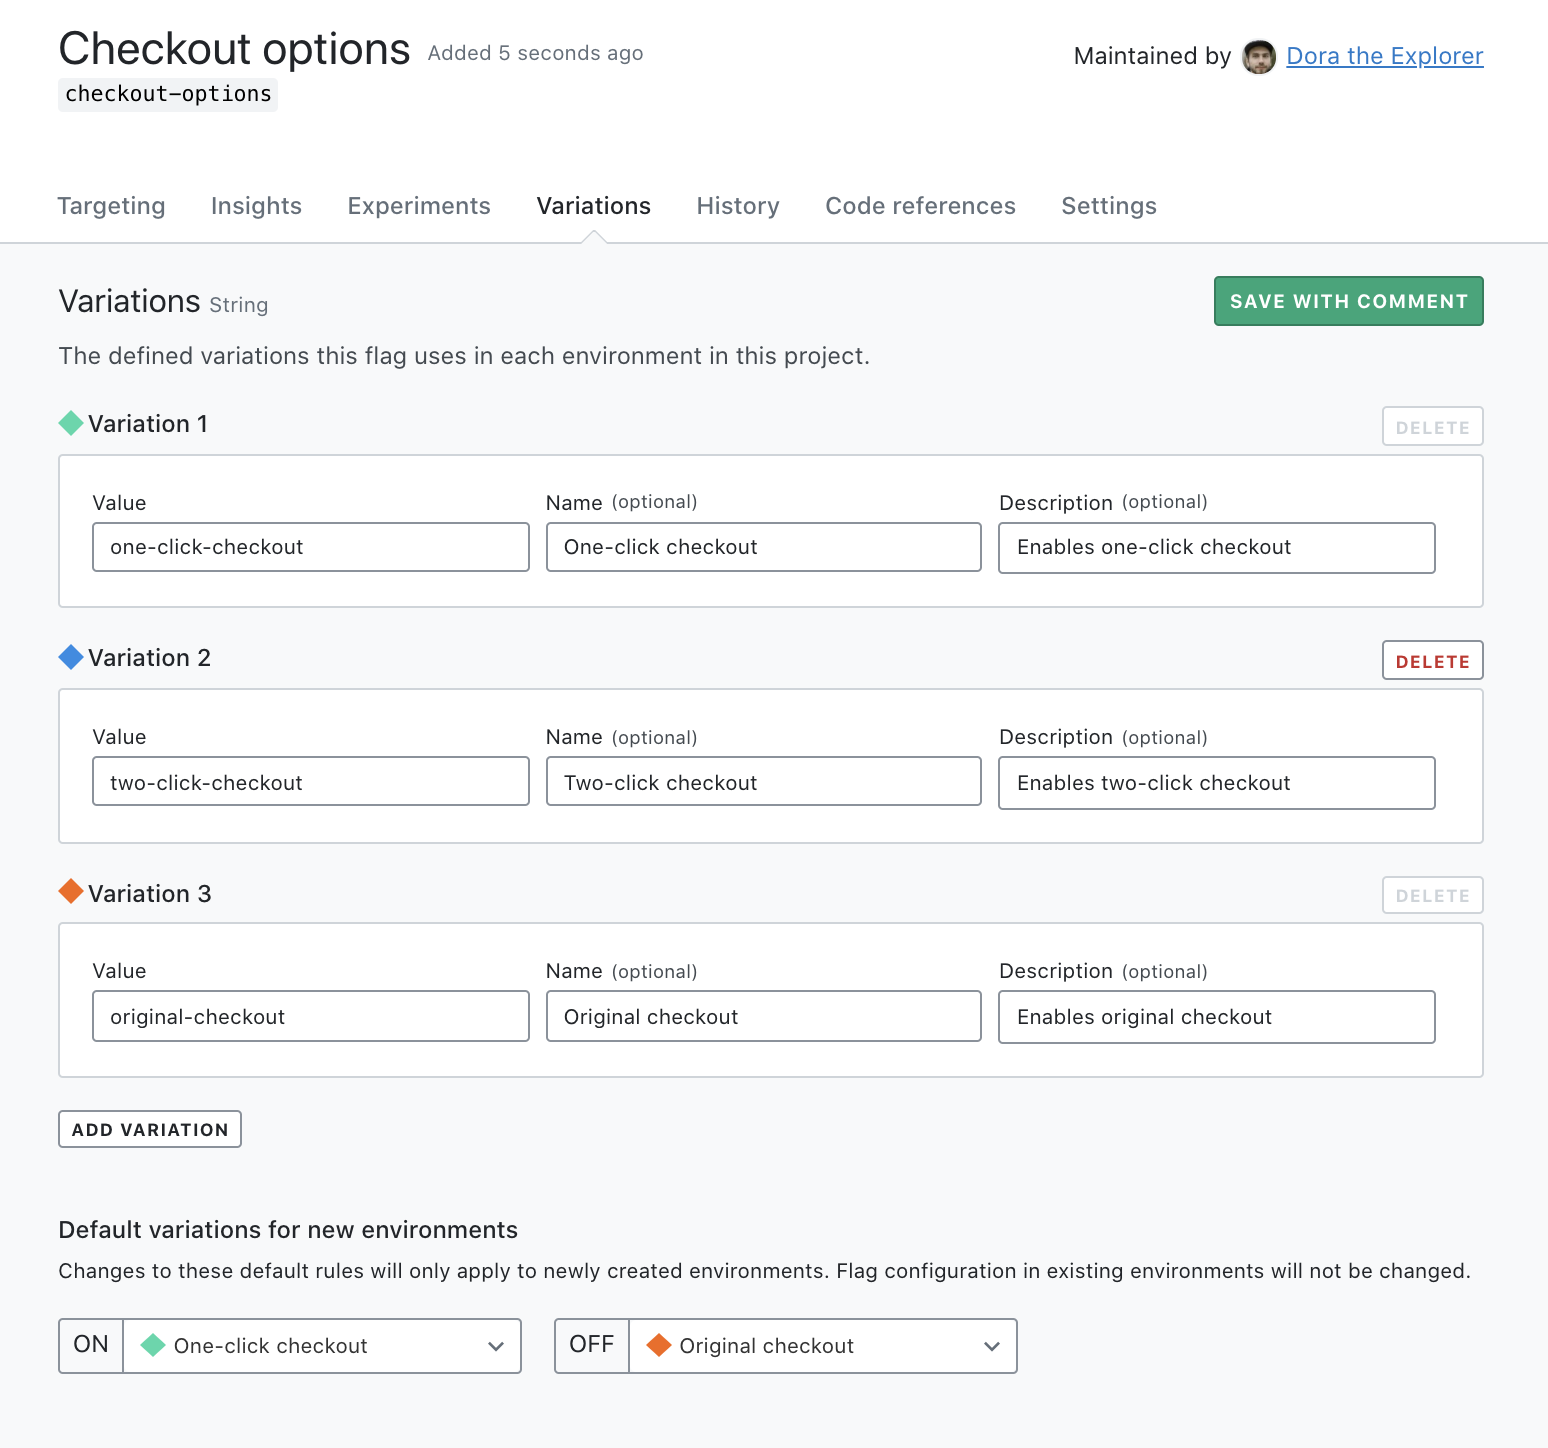 Checkout options Added 5 seconds ago
Maintained by Dora the Explorer
checkout-options
Targeting Insights Experiments Variations History Code references Settings
Variations String
SAVE WITH COMMENT
The defined variations this flag uses in each environment in this project.
Variation 1
DELETE
Value Name (optional) Description (optional)
one-click-checkout One-click checkout Enables one-click checkout
Variation 2
DELETE
Value Name (optional) Description (optional)
two-click-checkout Two-click checkout Enables two-click checkout
Variation 3
DELETE
Value Name (optional) Description (optional)
original-checkout Original checkout Enables original checkout
ADD VARIATION
Default variations for new environments
Changes to these default rules will only apply to newly created environments. Flag configuration in existing environments will not be changed.
ON One-click checkout OFF Original checkout